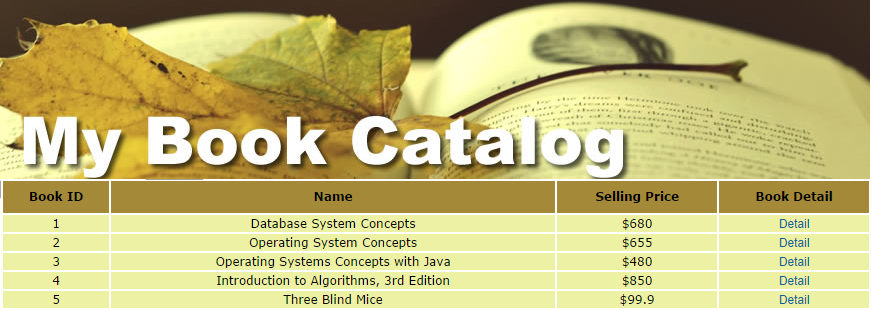 My Book Catalog
Book ID Name Selling Price Book Detail
1 Database System Concepts $680 Detail
2 Operating System Concepts $655 Detail
3 Operating Systems Concepts with Java $480 Detail
4 Introduction to Algorithms, 3rd Edition $850 Detail
5 Three Blind Mice $99.9 Detail